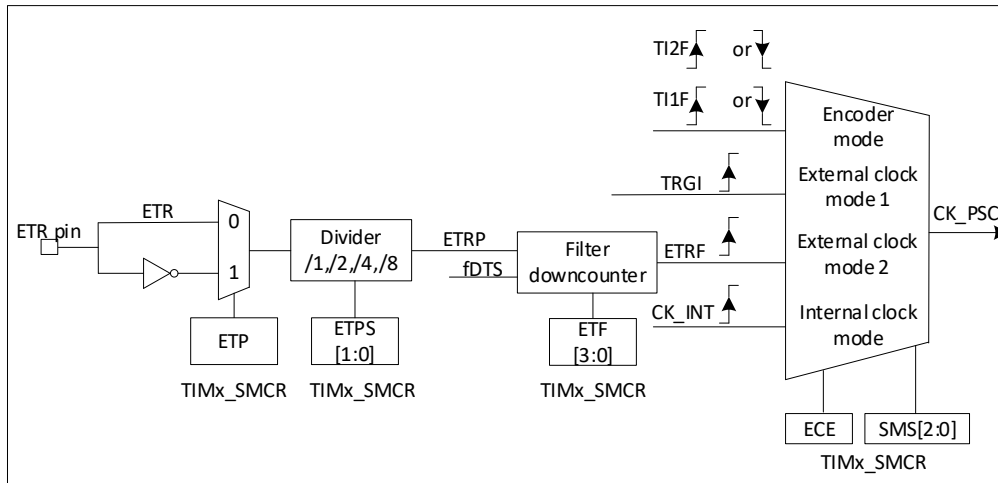 TI2F or
TI1F or
Encoder
mode
TRGI
External clock
mode 1
CK_PSC
ETR pin
ETR
0
1
Divider
/1,/2,/4,/8
ETRP
fDTS
Filter
downcounter
ETRF
External clock
mode 2
CK_INT
Internal clock
mode
ETP
TIMx_SMCR
ETPS
[1:0]
TIMx_SMCR
ETF
[3:0]
TIMx_SMCR
ECE
SMS[2:0]
TIMx_SMCR